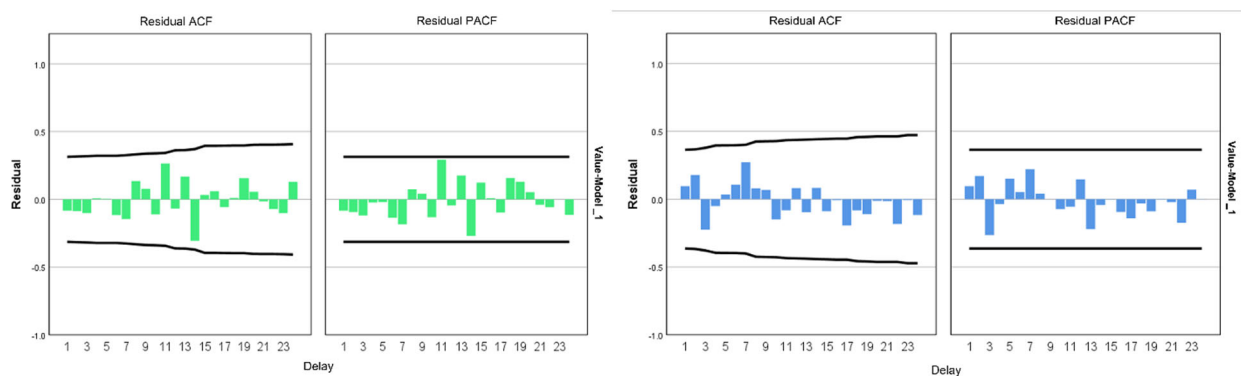 Residual ACF
Residual PACF
Residual
1.0
0.5
0.0
-0.5
-1.0
1 3 5 7 9 11 13 15 17 19 21 23
1 3 5 7 9 11 13 15 17 19 21 23
Delay
Value-Model_1
Residual ACF
Residual PACF
Residual
1.0
0.5
0.0
-0.5
-1.0
1 3 5 7 9 11 13 15 17 19 21 23
1 3 5 7 9 11 13 15 17 19 21 23
Delay
Value-Model_1